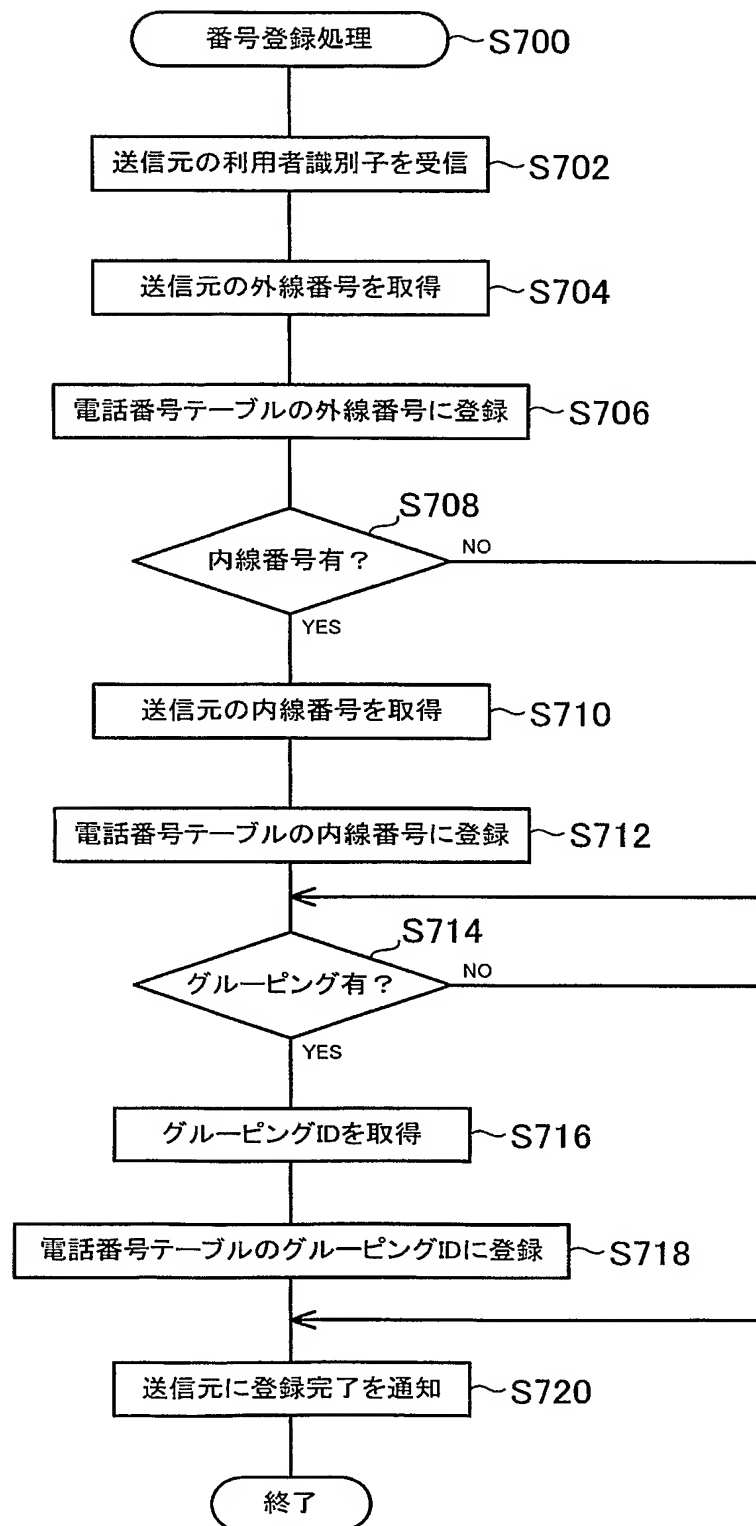 番号登録処理 S700
送信元の利用者識別子を受信 S702
送信元の外線番号を取得 S704
電話番号テーブルの外線番号に登録 S706
S708
内線番号有？ NO
YES
送信元の内線番号を取得 S710
電話番号テーブルの内線番号に登録 S712
S714
グルーピング有？ NO
YES
グルーピングIDを取得 S716
電話番号テーブルのグルーピングIDに登録 S718
送信元に登録完了を通知 S720
終了